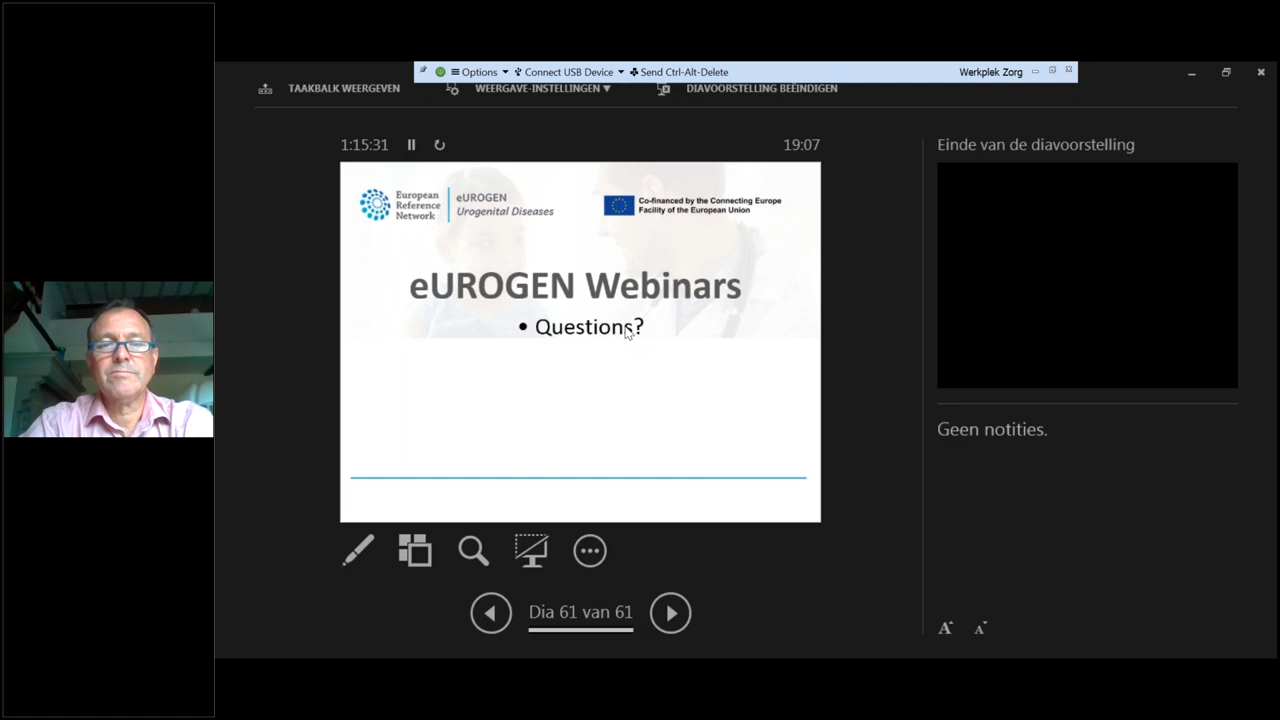 Options Connect USB Device Send Ctrl-Alt-Delete Werkplek Zorg
TAAKBALK WEERGEVEN WEERGAVE-INSTELLINGEN ▼ DIAVOORSTELLING BEËINDIGEN
1:15:31 19:07
Einde van de diavoorstelling
European
Reference
Network
eUROGEN
Urogenital Diseases
Co-financed by the Connecting Europe
Facility of the European Union
eUROGEN Webinars
• Questions?
Geen notities.
Dia 61 van 61
A A